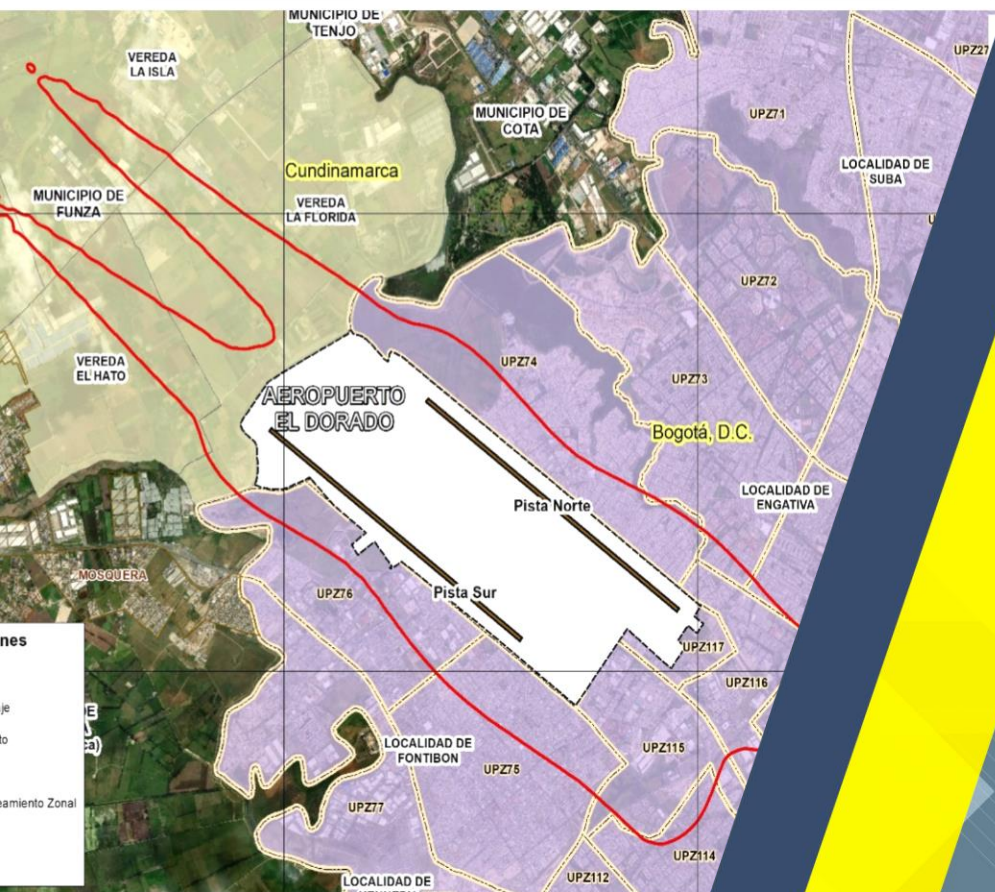 MUNICIPIO DE
TENJO
VEREDA
LA ISLA
UPZ27
MUNICIPIO DE
COTA
UPZ71
LOCALIDAD DE
SUBA
Cundinamarca
MUNICIPIO DE
FUNZA
VEREDA
LA FLORIDA
UPZ72
VEREDA
EL HATO
UPZ74
UPZ73
AEROPUERTO
EL DORADO
Bogotá, D.C.
Pista Norte
LOCALIDAD DE
ENGATIVA
MOSQUERA
UPZ76
Pista Sur
nes
UPZ117
UPZ116
je
DE
to
ca)
LOCALIDAD DE
FONTIBON
UPZ115
UPZ75
eamiento Zonal
UPZ77
UPZ114
UPZ112
LOCALIDAD DE